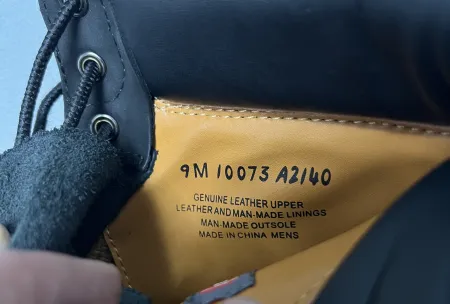 9M 10073 A2140
GENUINE LEATHER UPPER
LEATHER AND MAN-MADE LININGS
MAN-MADE OUTSOLE
MADE IN CHINA MENS